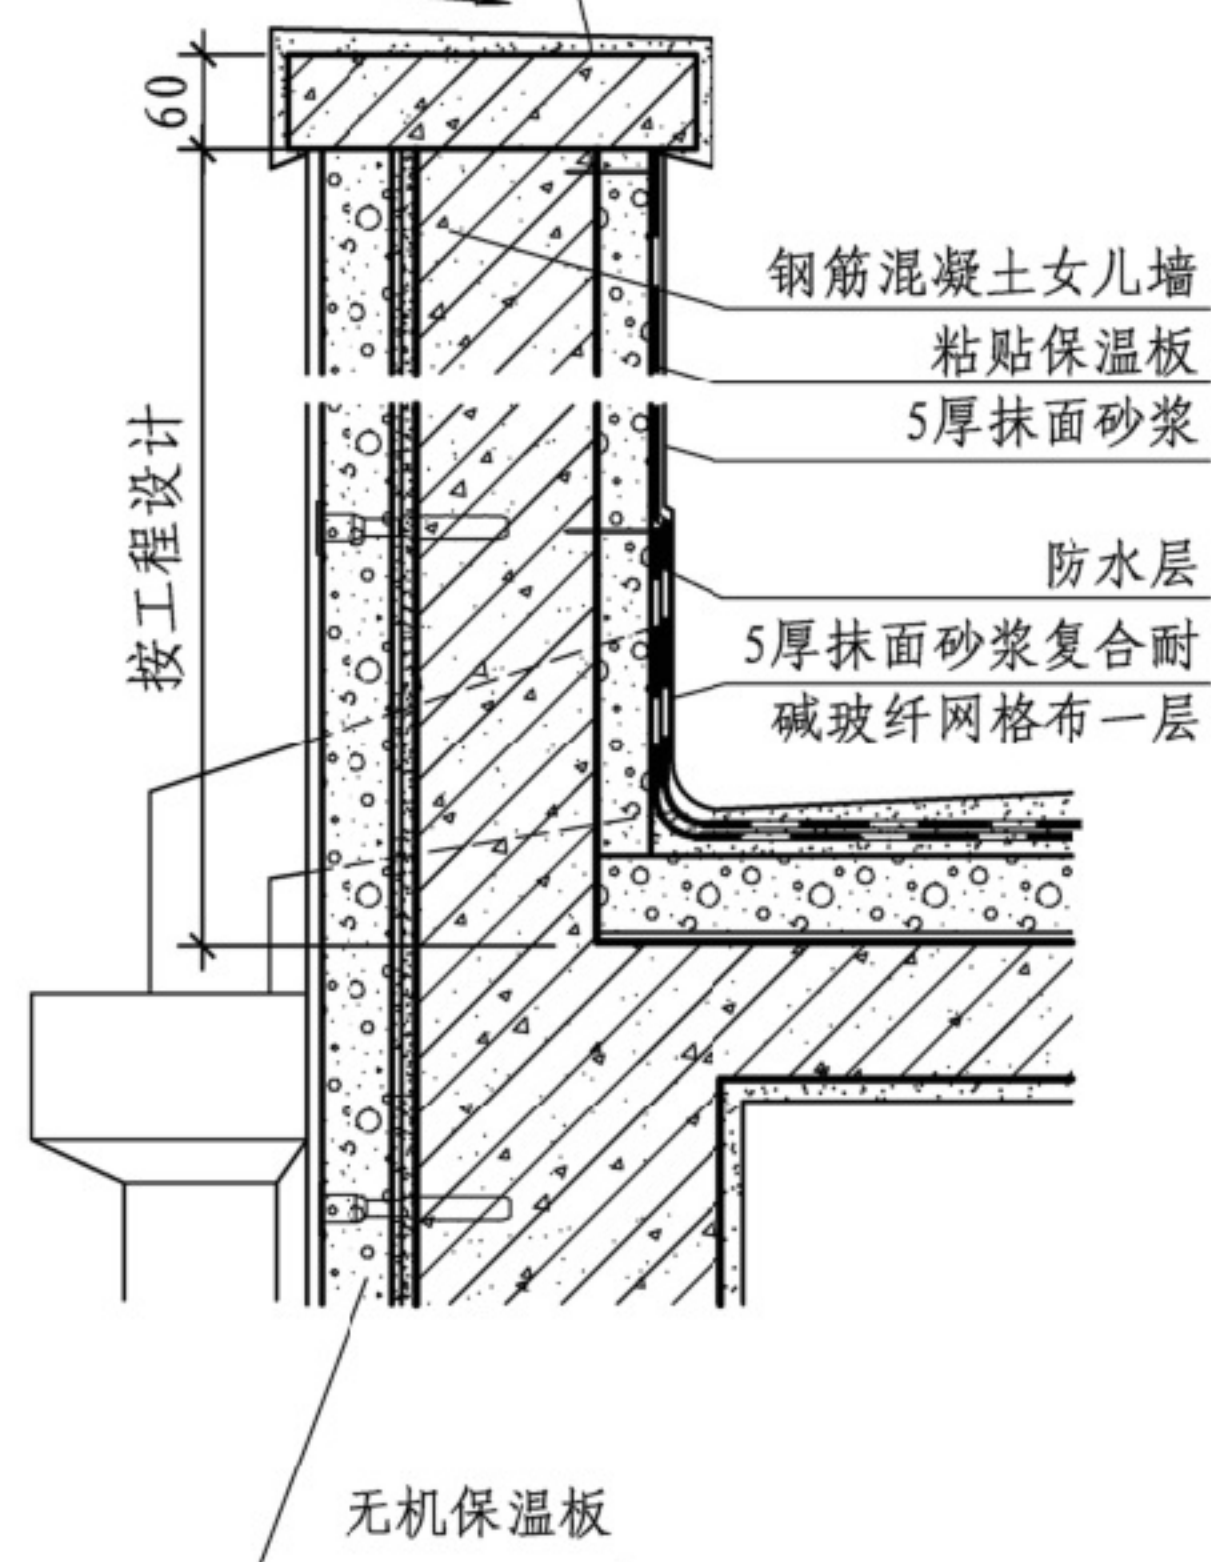 60
按工程设计
钢筋混凝土女儿墙
粘贴保温板
5厚抹面砂浆
防水层
5厚抹面砂浆复合耐
碱玻纤网格布一层
无机保温板